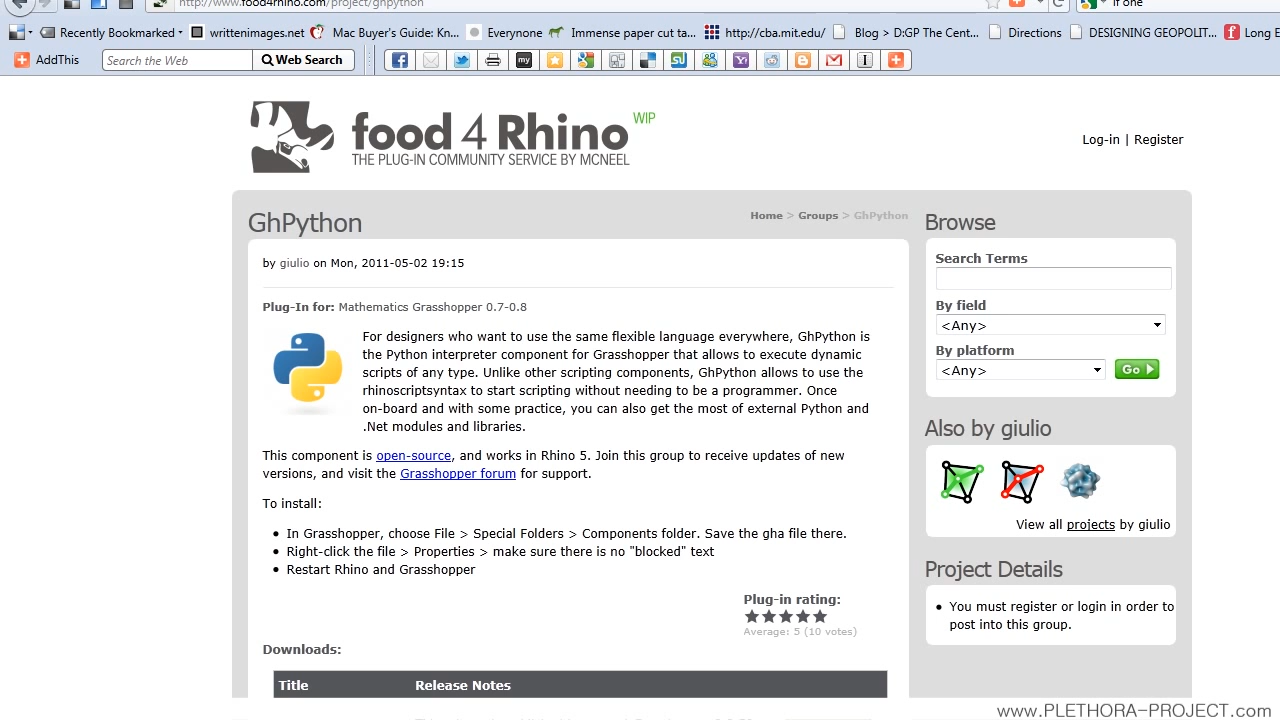 http://www.food4rhino.com/project/ghpython
if one
Recently Bookmarked
writtenimages.net
Mac Buyer's Guide: Kn...
Everytime
Immense paper cut ta...
http://cba.mit.edu/
Blog > D:GP The Cent...
Directions
DESIGNING GEOPOLIT...
Long E
AddThis
Search the Web
Web Search
my
food 4 Rhino WIP
THE PLUG-IN COMMUNITY SERVICE BY MCNEEL
Log-in | Register
GhPython
Home > Groups > GhPython
by giulio on Mon, 2011-05-02 19:15
Plug-In for: Mathematics Grasshopper 0.7-0.8
For designers who want to use the same flexible language everywhere, GhPython is
the Python interpreter component for Grasshopper that allows to execute dynamic
scripts of any type. Unlike other scripting components, GhPython allows to use the
rhinoscriptsyntax to start scripting without needing to be a programmer. Once
on-board and with some practice, you can also get the most of external Python and
.Net modules and libraries.
This component is open-source, and works in Rhino 5. Join this group to receive updates of new
versions, and visit the Grasshopper forum for support.
To install:
In Grasshopper, choose File > Special Folders > Components folder. Save the gha file there.
Right-click the file > Properties > make sure there is no "blocked" text
Restart Rhino and Grasshopper
Plug-in rating:
Average: 5 (10 votes)
Downloads:
Title Release Notes
Browse
Search Terms
By field
<Any>
By platform
<Any>
Go
Also by giulio
View all projects by giulio
Project Details
You must register or login in order to
post into this group.
www.PLETHORA-PROJECT.com